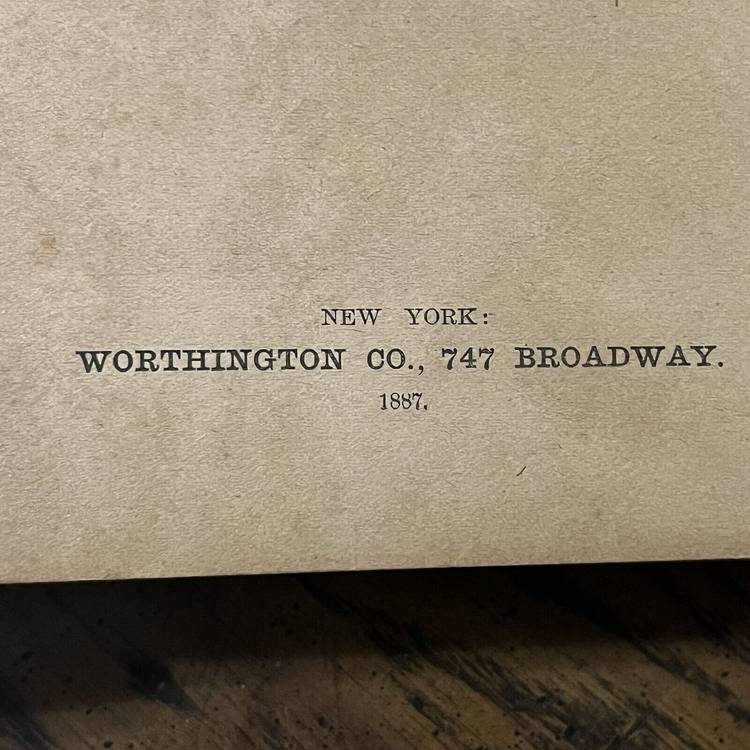 NEW YORK:
WORTHINGTON CO., 747 BROADWAY.
1887.